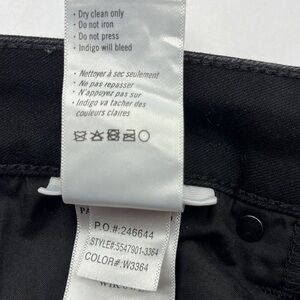 • Dry clean only
• Do not iron
• Do not press
• Indigo will bleed
• Nettoyer à sec seulement
• Ne pas repasser
• N'appuyez pas sur
• Indigo va tacher des
couleurs claires
P.O.#:246644
STYLE#:5547901-3364
COLOR#:W3364